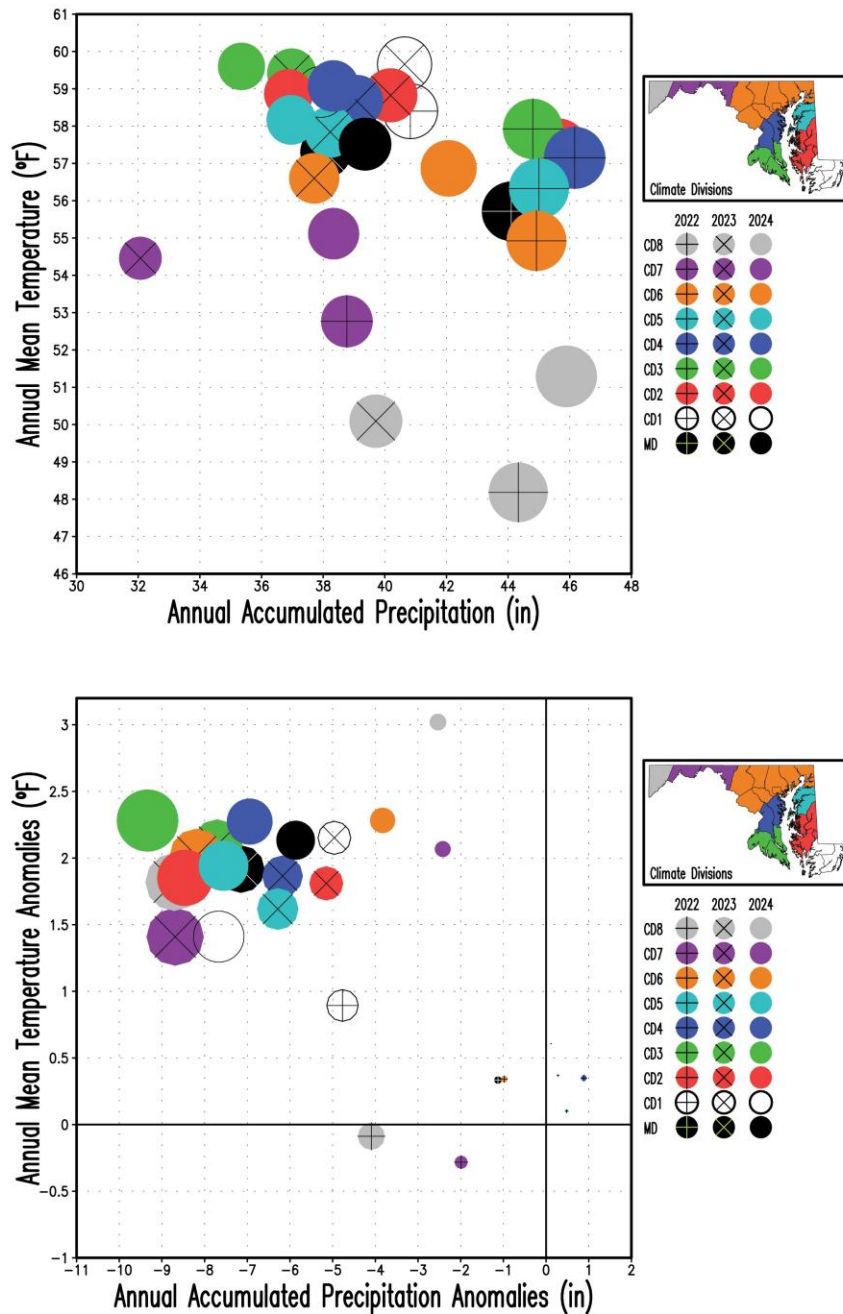 61
60
59
58
57
56
55
54
53
52
51
50
49
48
47
46
30 32 34 36 38 40 42 44 46 48
Annual Mean Temperature (ºF)
Annual Accumulated Precipitation (in)
Climate Divisions
2022 2023 2024
CD8
CD7
CD6
CD5
CD4
CD3
CD2
CD1
MD
3
2.5
2
1.5
1
0.5
0
-0.5
-1
-11 -10 -9 -8 -7 -6 -5 -4 -3 -2 -1 0 1 2
Annual Mean Temperature Anomalies (ºF)
Annual Accumulated Precipitation Anomalies (in)
Climate Divisions
2022 2023 2024
CD8
CD7
CD6
CD5
CD4
CD3
CD2
CD1
MD